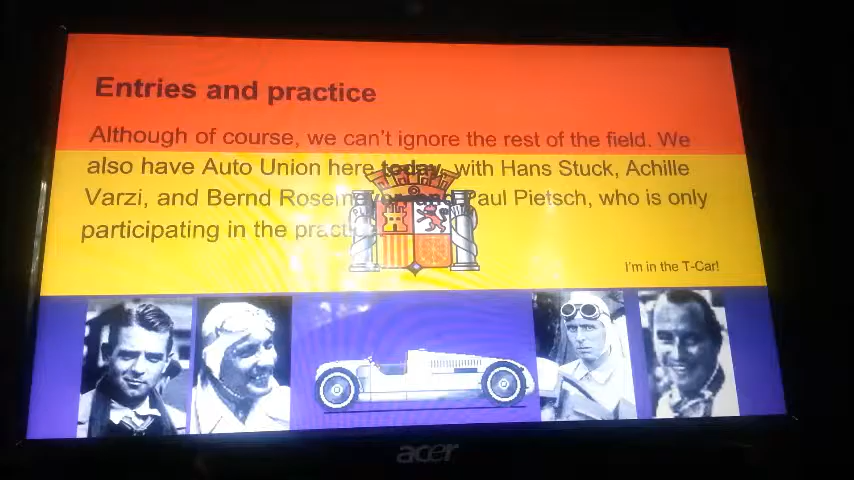 Entries and practice
Although of course, we can't ignore the rest of the field. We
also have Auto Union here today, with Hans Stuck, Achille
Varzi, and Bernd Rosemeyer and Paul Pietsch, who is only
participating in the
I'm in the T-Car!
acer